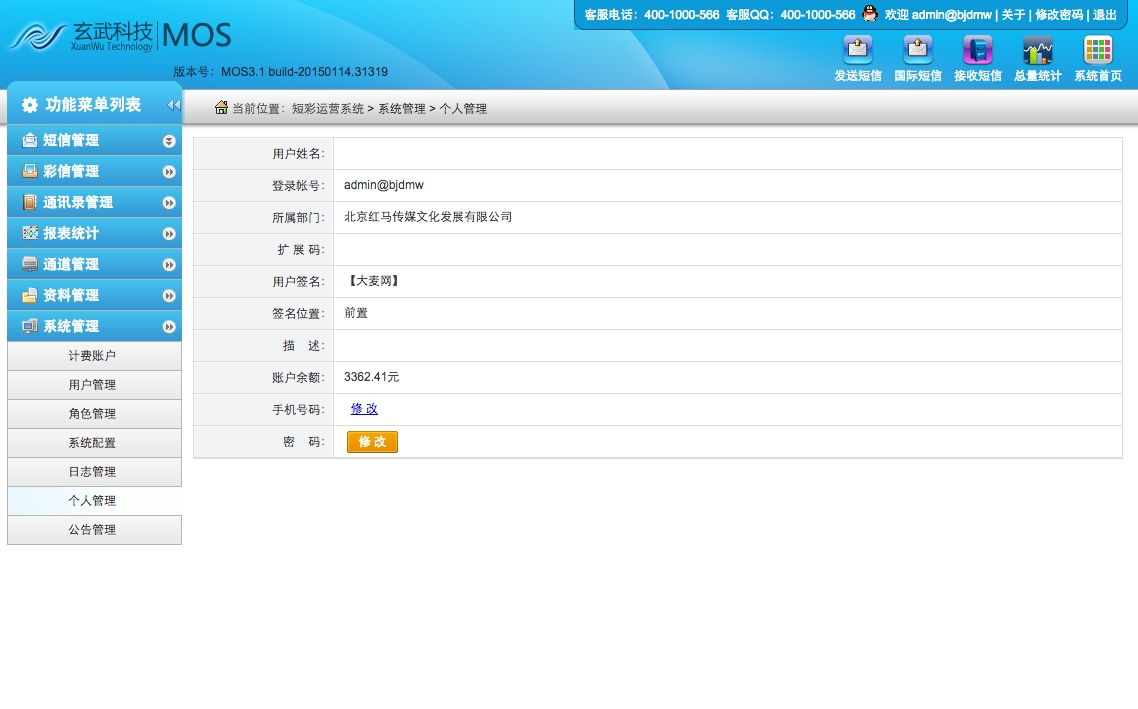 客服电话：400-1000-566 客服QQ：400-1000-566 欢迎 admin@bjdmw | 关于 | 修改密码 | 退出
玄武科技
XuanWu Technology
MOS
版本号：MOS3.1 build-20150114.31319
发送短信 国际短信 接收短信 总量统计 系统首页
功能菜单列表
当前位置：短彩运营系统 > 系统管理 > 个人管理
短信管理
彩信管理
通讯录管理
报表统计
通道管理
资料管理
系统管理
计费账户
用户管理
角色管理
系统配置
日志管理
个人管理
公告管理
用户姓名：
登录帐号： admin@bjdmw
所属部门： 北京红马传媒文化发展有限公司
扩 展 码：
用户签名： 【大麦网】
签名位置： 前置
描 述：
账户余额： 3362.41元
手机号码： 修 改
密 码： 修 改